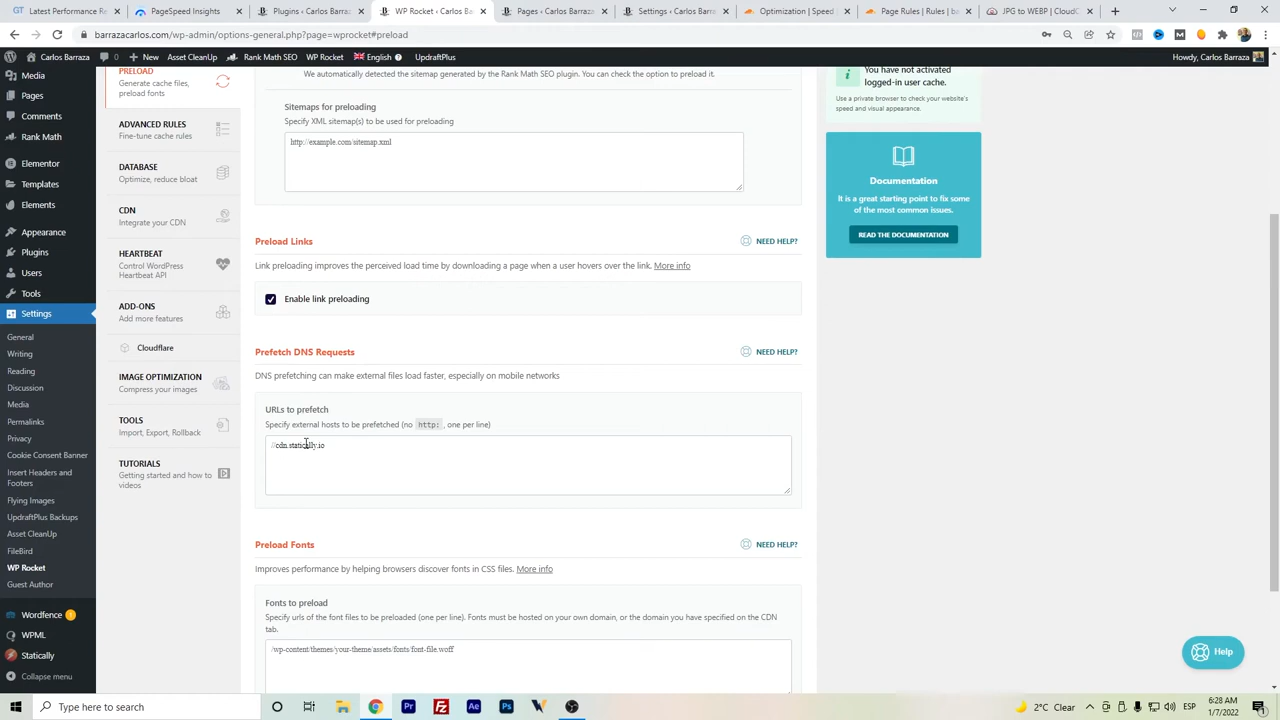 Latest Performance Report for:
PageSpeed Insights
Plugins ‹ Carlos Barraza — W
WP Rocket ‹ Carlos Barraza —
Pages ‹ Carlos Barraza — Wor
Settings ‹ Carlos Barraza — W
Optimization | Speed | barraz
Page Rules | Rules | barrazac
JPG to WEBP | CloudConvert
barrazacarlos.com/wp-admin/options-general.php?page=wprocket#preload
Carlos Barraza
0
New
Asset CleanUp
Rank Math SEO
WP Rocket
English
UpdraftPlus
Howdy, Carlos Barraza
Media
Pages
Comments
Rank Math
Elementor
Templates
Elements
Appearance
Plugins
Users
Tools
Settings
General
Writing
Reading
Discussion
Media
Permalinks
Privacy
Cookie Consent Banner
Insert Headers and
Footers
Flying Images
UpdraftPlus Backups
Asset CleanUp
FileBird
WP Rocket
Guest Author
Wordfence
WPML
Statically
Collapse menu
PRELOAD
Generate cache files,
preload fonts
ADVANCED RULES
Fine-tune cache rules
DATABASE
Optimize, reduce bloat
CDN
Integrate your CDN
HEARTBEAT
Control WordPress
Heartbeat API
ADD-ONS
Add more features
Cloudflare
IMAGE OPTIMIZATION
Compress your images
TOOLS
Import, Export, Rollback
TUTORIALS
Getting started and how to
videos
We automatically detected the sitemap generated by the Rank Math SEO plugin. You can check the option to preload it.
Sitemaps for preloading
Specify XML sitemap(s) to be used for preloading
http://example.com/sitemap.xml
Preload Links
NEED HELP?
Link preloading improves the perceived load time by downloading a page when a user hovers over the link. More info
Enable link preloading
Prefetch DNS Requests
NEED HELP?
DNS prefetching can make external files load faster, especially on mobile networks
URLs to prefetch
Specify external hosts to be prefetched (no http: , one per line)
//cdn.statically.io
Preload Fonts
NEED HELP?
Improves performance by helping browsers discover fonts in CSS files. More info
Fonts to preload
Specify urls of the font files to be preloaded (one per line). Fonts must be hosted on your own domain, or the domain you have specified on the CDN
tab.
/wp-content/themes/your-theme/assets/fonts/font-file.woff
You have not activated
logged-in user cache.
Use a private browser to check your website's
speed and visual appearance.
Documentation
It is a great starting point to fix some
of the most common issues.
READ THE DOCUMENTATION
Help
Type here to search
2°C Clear
ESP
6:28 AM
1/7/2022